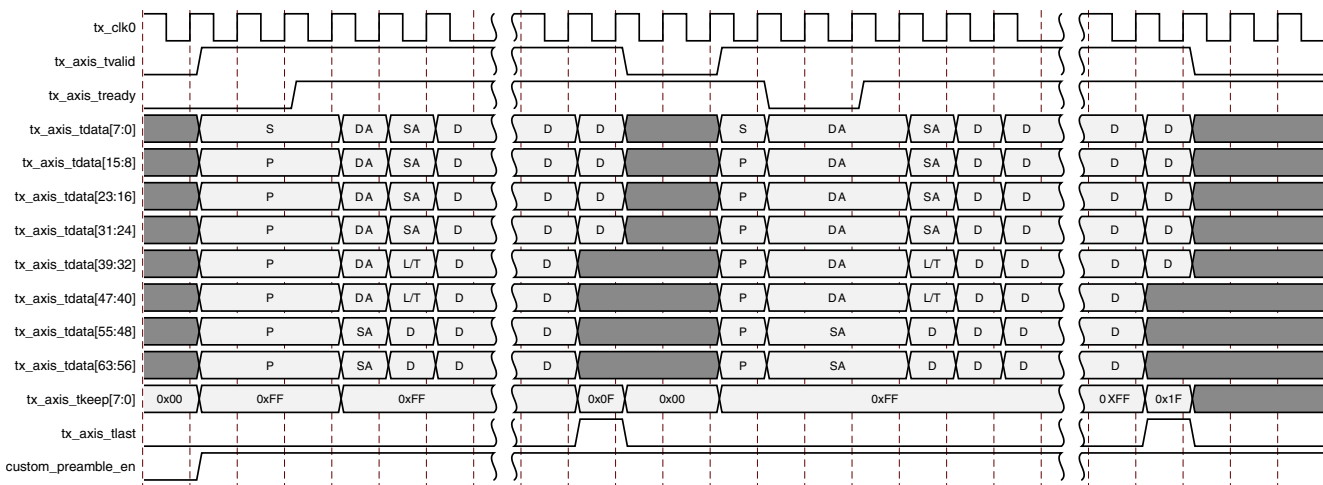 tx_clk0
tx_axis_tvalid
tx_axis_tready
tx_axis_tdata[7:0] S DA SA D D D S DA SA D D D D
tx_axis_tdata[15:8] P DA SA D D D P DA SA D D D D
tx_axis_tdata[23:16] P DA SA D D D P DA SA D D D D
tx_axis_tdata[31:24] P DA SA D D D P DA SA D D D D
tx_axis_tdata[39:32] P DA L/T D D P DA L/T D D D D
tx_axis_tdata[47:40] P DA L/T D D P DA L/T D D D
tx_axis_tdata[55:48] P SA D D D P SA D D D D
tx_axis_tdata[63:56] P SA D D D P SA D D D D
tx_axis_tkeep[7:0] 0x00 0xFF 0xFF 0x0F 0x00 0xFF 0XFF 0x1F
tx_axis_tlast
custom_preamble_en